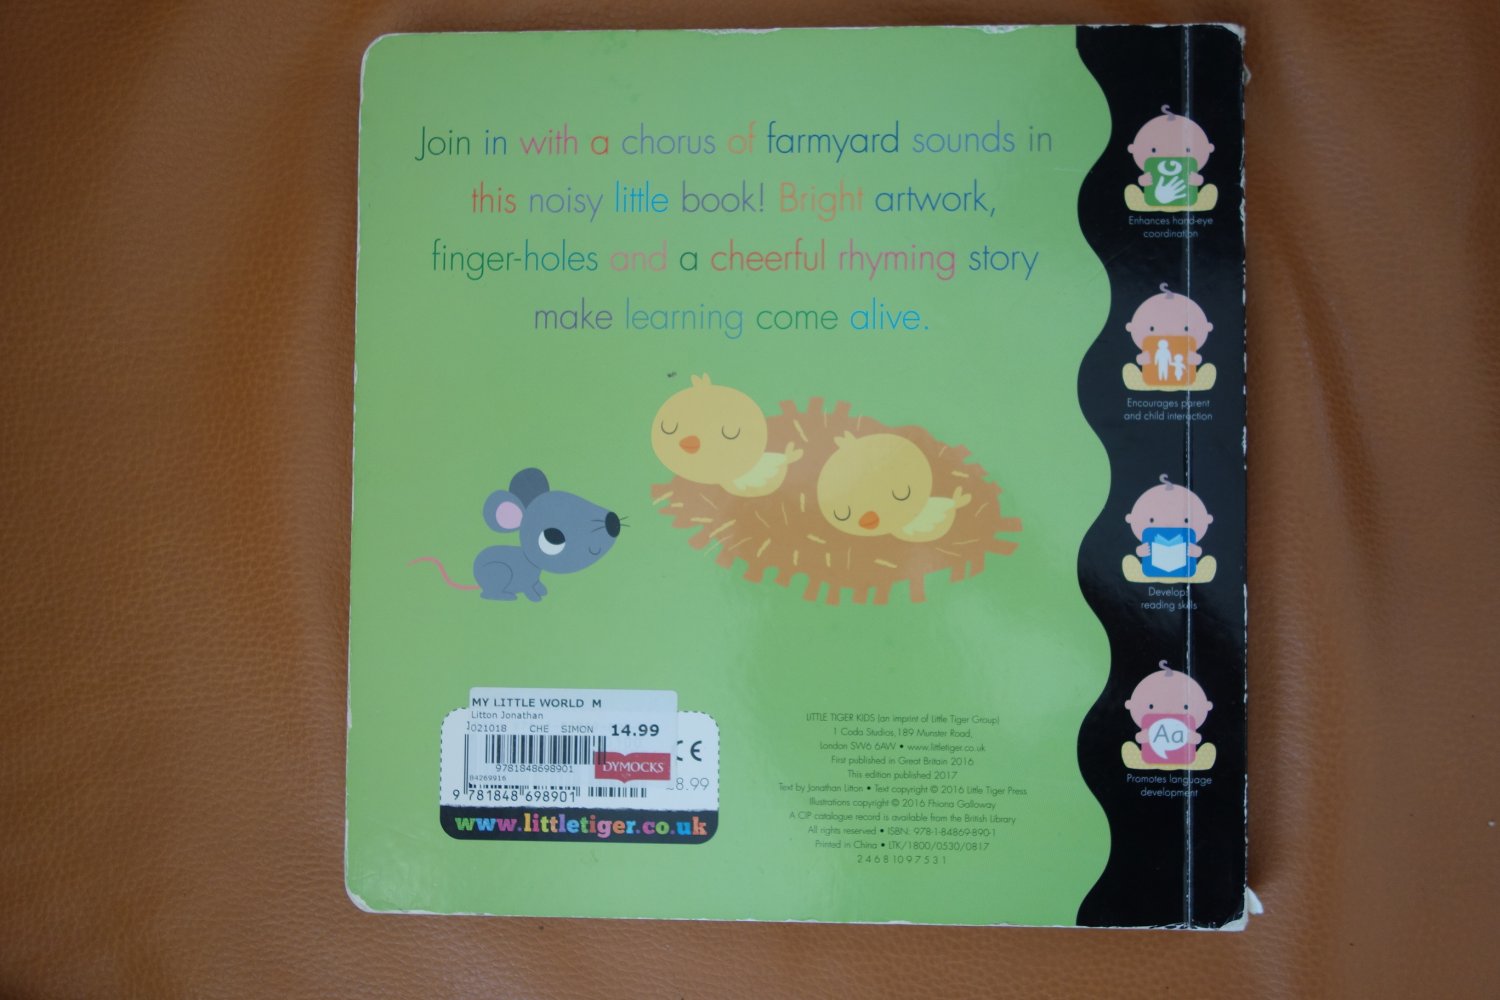 Join in with a chorus of farmyard sounds in
this noisy little book! Bright artwork,
finger-holes and a cheerful rhyming story
make learning come alive.
Enhances hand-eye
coordination
Encourages parent
and child interaction
Develops
reading skills
Aa
Promotes language
development
MY LITTLE WORLD M
Litton Jonathan
021018 CHE SIMON 14.99
9781848698901
DYMOCKS
B4269916
CE
8.99
9 781848 698901
www.littletiger.co.uk
LITTLE TIGER KIDS (an imprint of Little Tiger Group)
1 Coda Studios, 189 Munster Road,
London SW6 6AW • www.littletiger.co.uk
First published in Great Britain 2016
This edition published 2017
Text by Jonathan Litton • Text copyright © 2016 Little Tiger Press
Illustrations copyright © 2016 Fhiona Galloway
A CIP catalogue record is available from the British Library
All rights reserved • ISBN: 978-1-84869-890-1
Printed in China • LTK/1800/0530/0817
2 4 6 8 10 9 7 5 3 1